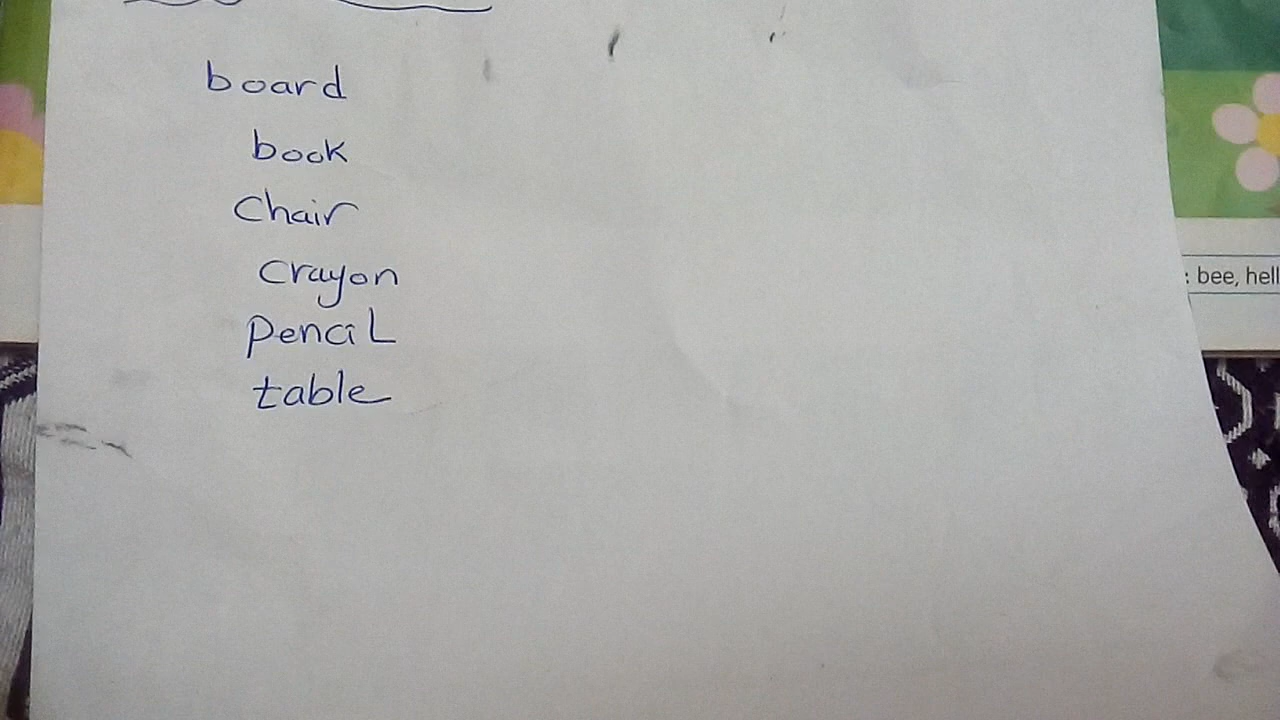 board
book
Chair
Crayon
pencil
table
: bee, hell